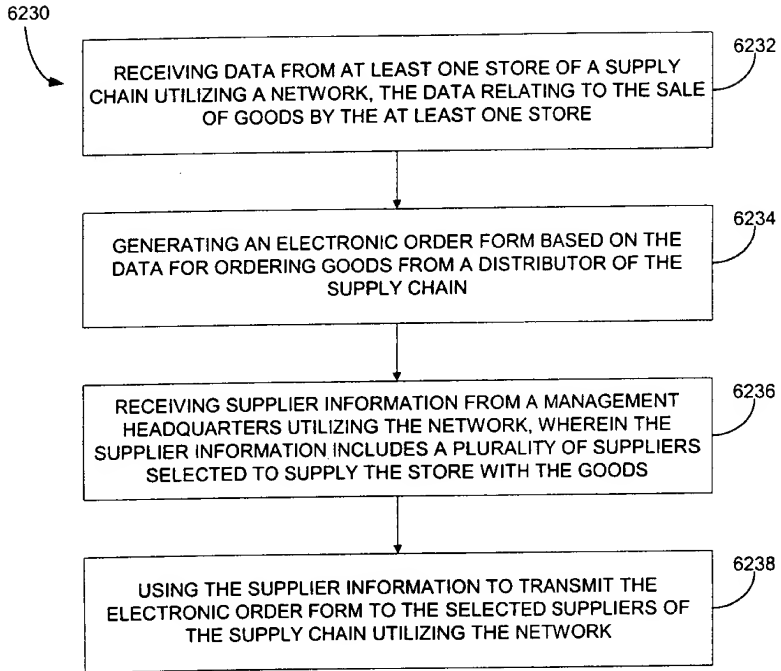 6230
6232
RECEIVING DATA FROM AT LEAST ONE STORE OF A SUPPLY
CHAIN UTILIZING A NETWORK, THE DATA RELATING TO THE SALE
OF GOODS BY THE AT LEAST ONE STORE
6234
GENERATING AN ELECTRONIC ORDER FORM BASED ON THE
DATA FOR ORDERING GOODS FROM A DISTRIBUTOR OF THE
SUPPLY CHAIN
6236
RECEIVING SUPPLIER INFORMATION FROM A MANAGEMENT
HEADQUARTERS UTILIZING THE NETWORK, WHEREIN THE
SUPPLIER INFORMATION INCLUDES A PLURALITY OF SUPPLIERS
SELECTED TO SUPPLY THE STORE WITH THE GOODS
6238
USING THE SUPPLIER INFORMATION TO TRANSMIT THE
ELECTRONIC ORDER FORM TO THE SELECTED SUPPLIERS OF
THE SUPPLY CHAIN UTILIZING THE NETWORK